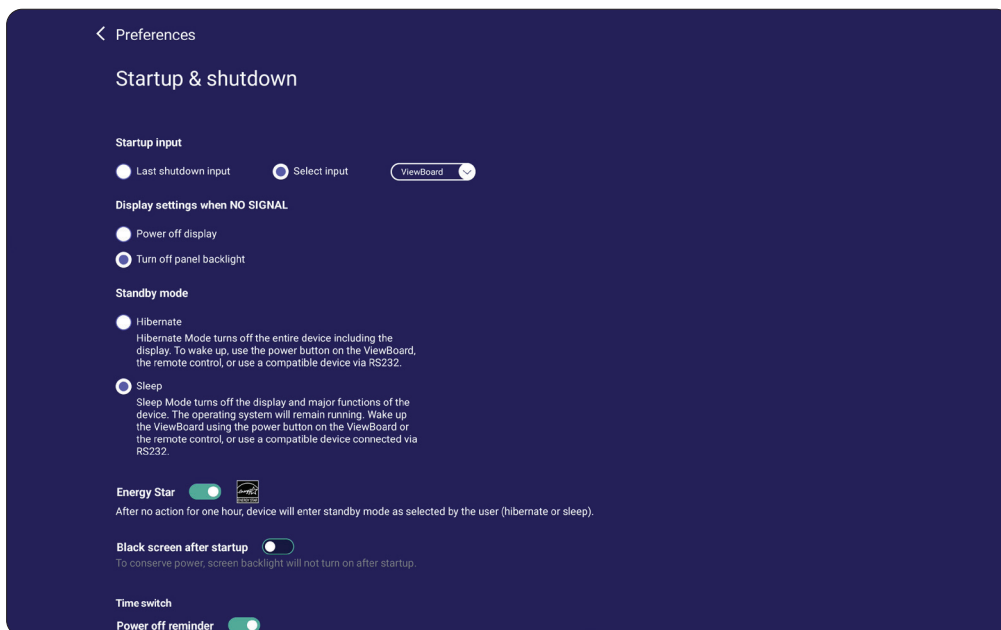 Preferences
Startup & shutdown
Startup input
Last shutdown input
Select input
ViewBoard
Display settings when NO SIGNAL
Power off display
Turn off panel backlight
Standby mode
Hibernate
Hibernate Mode turns off the entire device including the
display. To wake up, use the power button on the ViewBoard,
the remote control, or use a compatible device via RS232.
Sleep
Sleep Mode turns off the display and major functions of the
device. The operating system will remain running. Wake up
the ViewBoard using the power button on the ViewBoard or
the remote control, or use a compatible device connected via
RS232.
Energy Star
ENERGY STAR
After no action for one hour, device will enter standby mode as selected by the user (hibernate or sleep).
Black screen after startup
To conserve power, screen backlight will not turn on after startup.
Time switch
Power off reminder